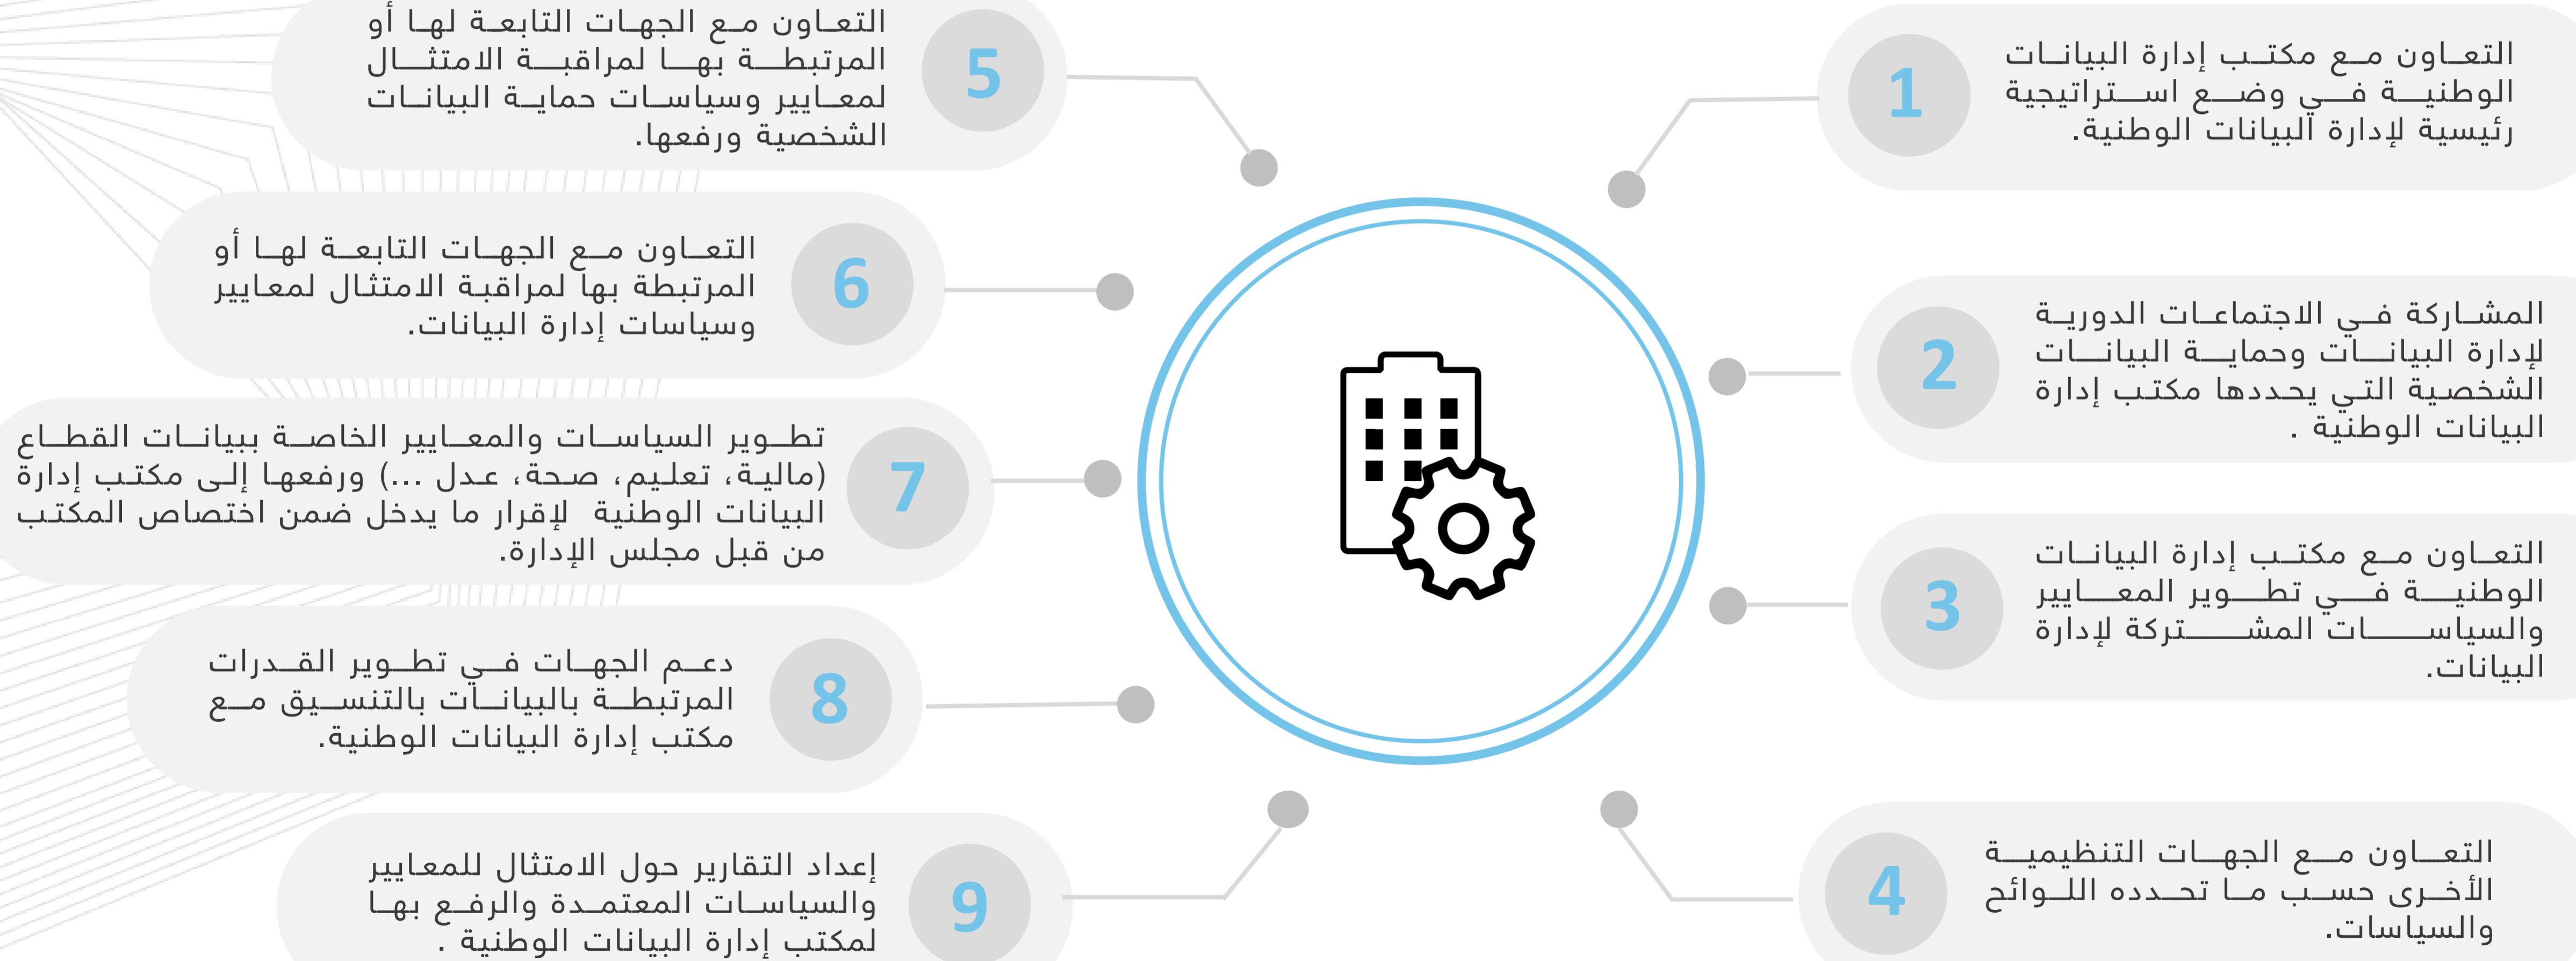 1
التعاون مع مكتب إدارة البيانات
الوطنية في وضع استراتيجية
رئيسية لإدارة البيانات الوطنية.
2
المشاركة في الاجتماعات الدورية
لإدارة البيانات وحماية البيانات
الشخصية التي يحددها مكتب إدارة
البيانات الوطنية .
3
التعاون مع مكتب إدارة البيانات
الوطنية في تطوير المعايير
والسياسات المشتركة لإدارة
البيانات.
4
التعاون مع الجهات التنظيمية
الأخرى حسب ما تحدده اللوائح
والسياسات.
5
التعاون مع الجهات التابعة لها أو
المرتبطة بها لمراقبة الامتثال
لمعايير وسياسات حماية البيانات
الشخصية ورفعها.
6
التعاون مع الجهات التابعة لها أو
المرتبطة بها لمراقبة الامتثال لمعايير
وسياسات إدارة البيانات.
7
تطوير السياسات والمعايير الخاصة ببيانات القطاع
(مالية، تعليم، صحة، عدل ...) ورفعها إلى مكتب إدارة
البيانات الوطنية لإقرار ما يدخل ضمن اختصاص المكتب
من قبل مجلس الإدارة.
8
دعم الجهات في تطوير القدرات
المرتبطة بالبيانات بالتنسيق مع
مكتب إدارة البيانات الوطنية.
9
إعداد التقارير حول الامتثال للمعايير
والسياسات المعتمدة والرفع بها
لمكتب إدارة البيانات الوطنية .